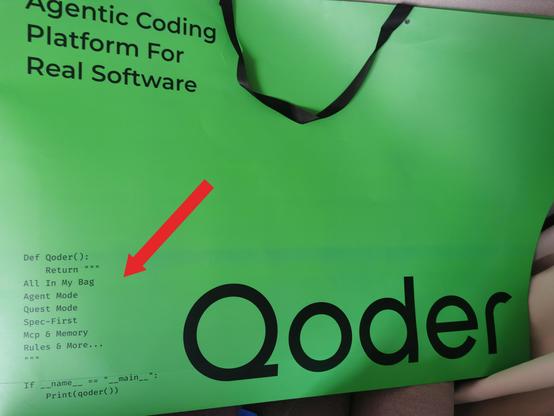 Agentic Coding
Platform For
Real Software
Def Qoder():
    Return """
All In My Bag
Agent Mode
Quest Mode
Spec-First
Mcp & Memory
Rules & More...
"""
If __name__ == "__main__":
    Print(qoder())
Qoder